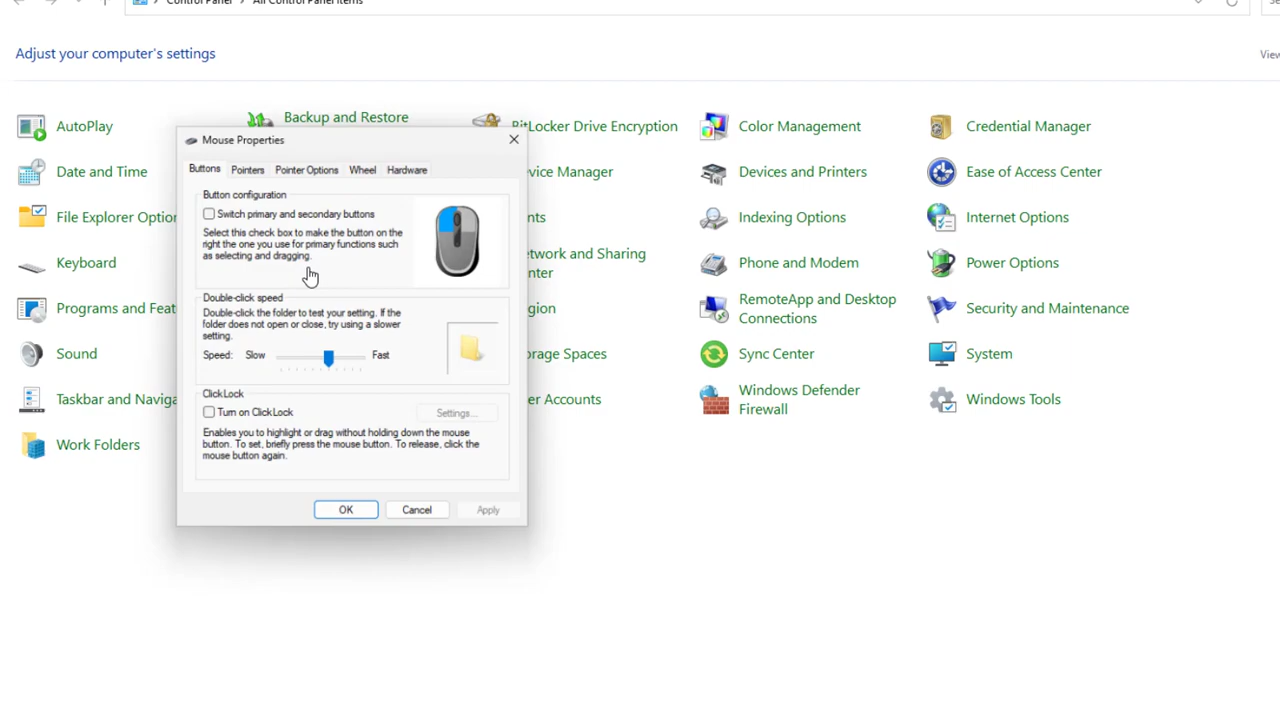 Control Panel > All Control Panel Items
Adjust your computer's settings
View
AutoPlay
Backup and Restore
BitLocker Drive Encryption
Color Management
Credential Manager
Date and Time
vice Manager
Devices and Printers
Ease of Access Center
File Explorer Option
nts
Indexing Options
Internet Options
Keyboard
etwork and Sharing
enter
Phone and Modem
Power Options
Programs and Feat
gion
RemoteApp and Desktop
Connections
Security and Maintenance
Sound
orage Spaces
Sync Center
System
Taskbar and Naviga
er Accounts
Windows Defender
Firewall
Windows Tools
Work Folders
Mouse Properties
Buttons
Pointers
Pointer Options
Wheel
Hardware
Button configuration
Switch primary and secondary buttons
Select this check box to make the button on the
right the one you use for primary functions such
as selecting and dragging.
Double-click speed
Double-click the folder to test your setting. If the
folder does not open or close, try using a slower
setting.
Speed: Slow Fast
ClickLock
Turn on ClickLock
Settings...
Enables you to highlight or drag without holding down the mouse
button. To set, briefly press the mouse button. To release, click the
mouse button again.
OK
Cancel
Apply